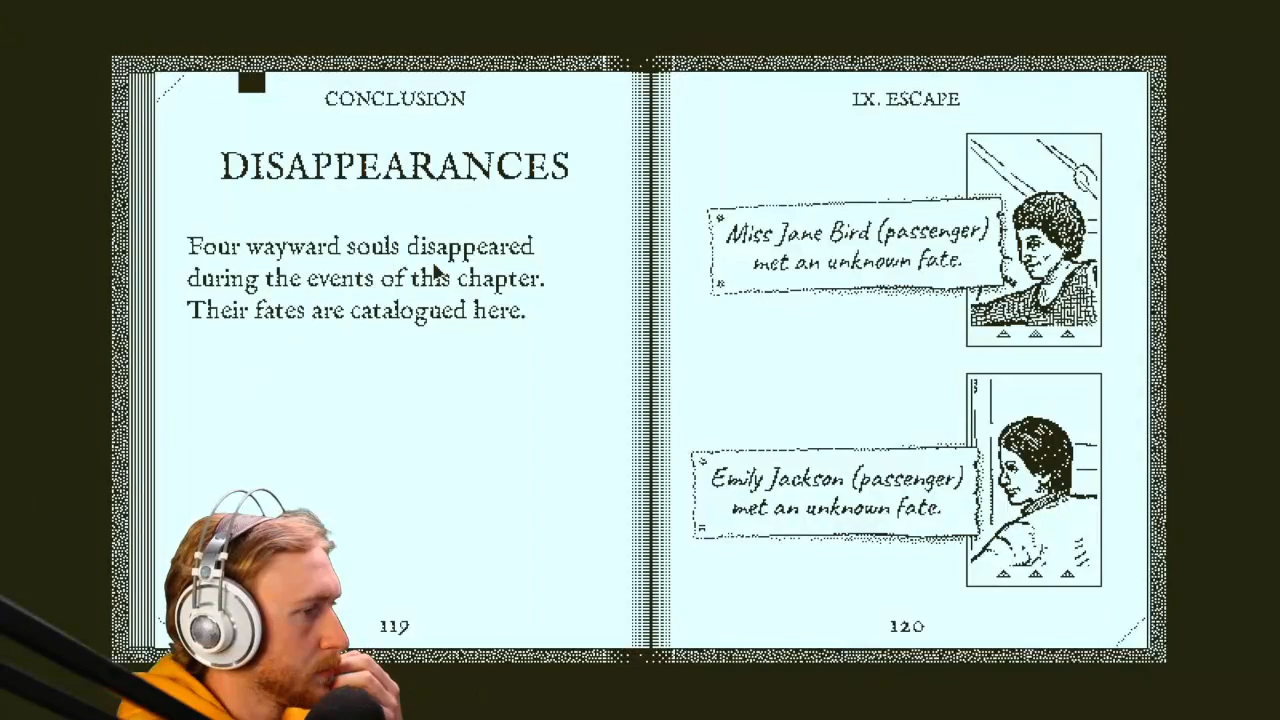 CONCLUSION
DISAPPEARANCES
Four wayward souls disappeared
during the events of this chapter.
Their fates are catalogued here.
119
IX. ESCAPE
Miss Jane Bird (passenger)
met an unknown fate.
Emily Jackson (passenger)
met an unknown fate.
120